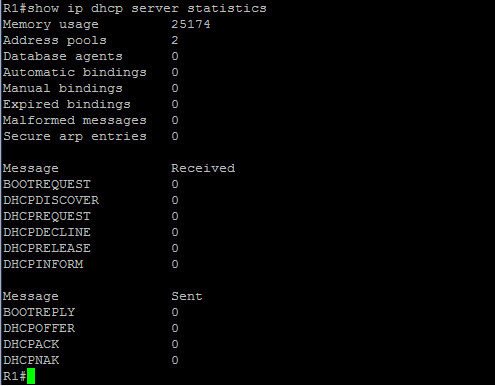 R1#show ip dhcp server statistics
Memory usage 25174
Address pools 2
Database agents 0
Automatic bindings 0
Manual bindings 0
Expired bindings 0
Malformed messages 0
Secure arp entries 0
Message Received
BOOTREQUEST 0
DHCPDISCOVER 0
DHCPREQUEST 0
DHCPDECLINE 0
DHCPRELEASE 0
DHCPINFORM 0
Message Sent
BOOTREPLY 0
DHCPOFFER 0
DHCPACK 0
DHCPNAK 0
R1#